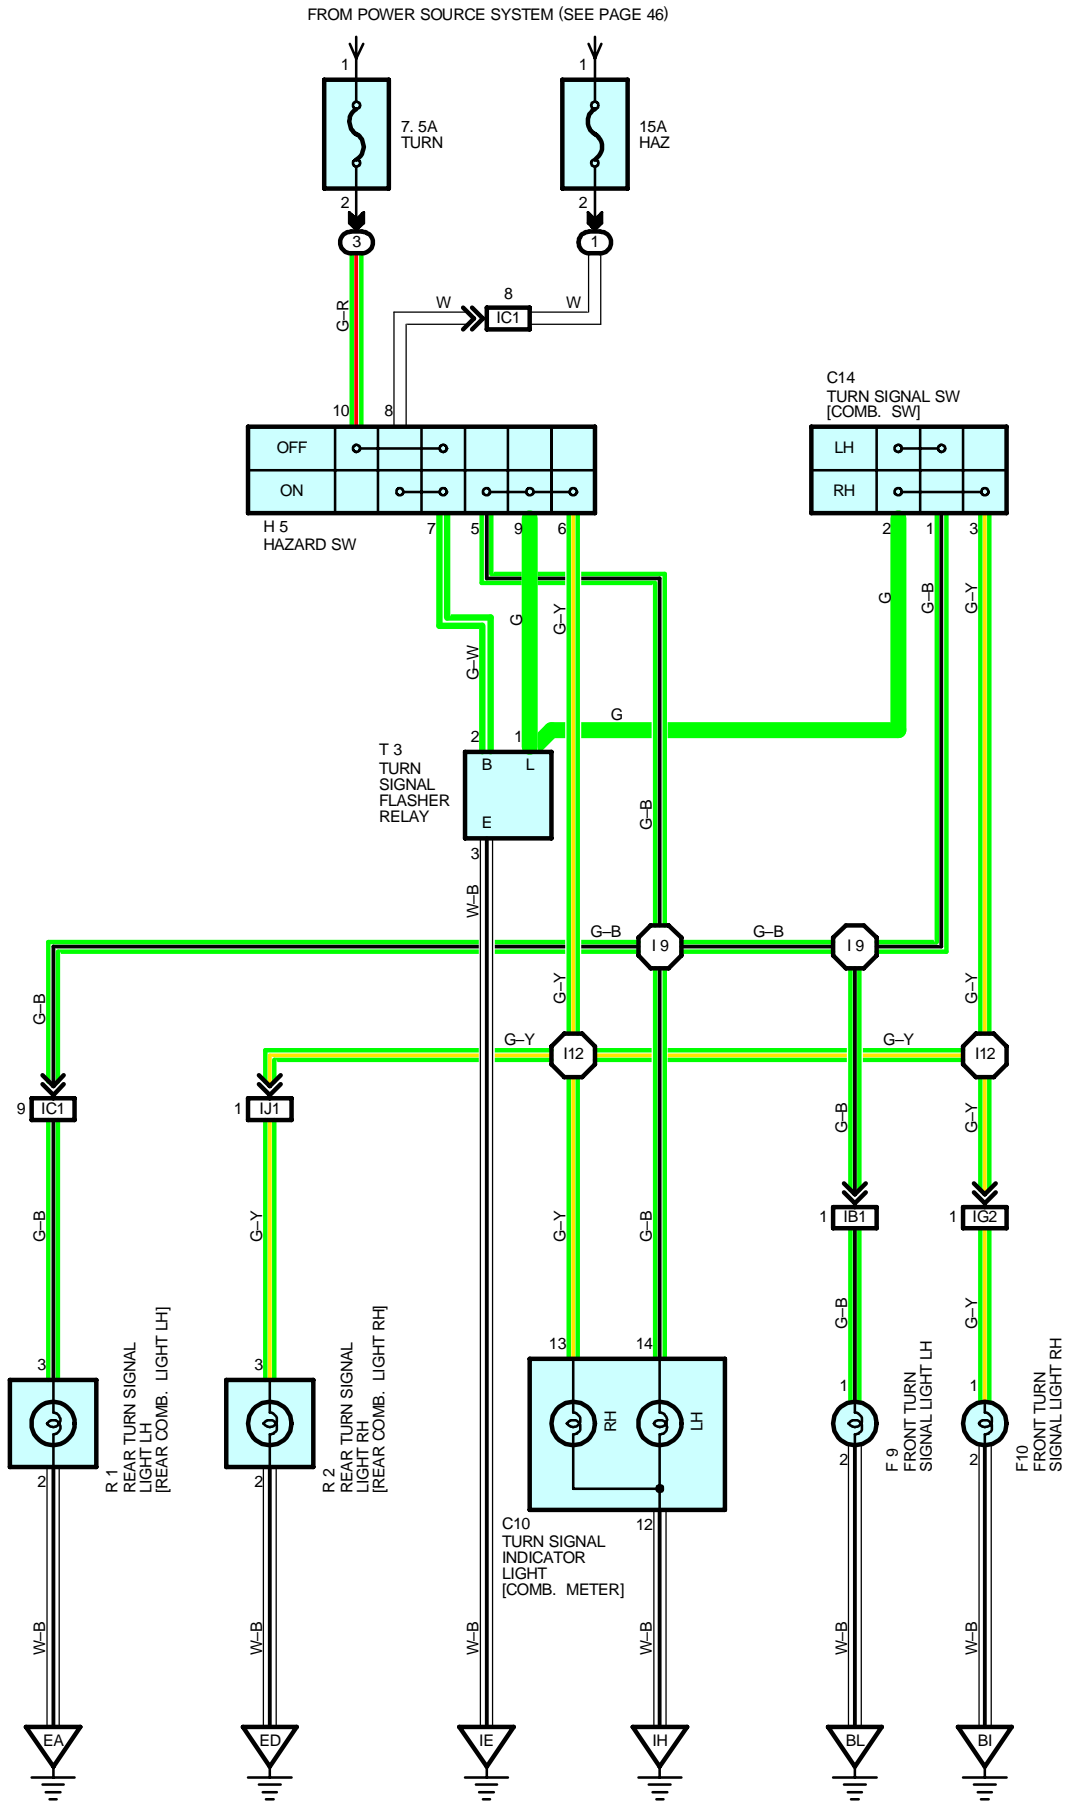 FROM POWER SOURCE SYSTEM (SEE PAGE 46)
1
1
7. 5A
TURN
15A
HAZ
2
2
3
1
G–R
W
8
IC1
W
10
8
OFF
ON
H 5
HAZARD SW
7
5
9
6
C14
TURN SIGNAL SW
[COMB. SW]
LH
RH
2
1
3
G
G–Y
G
G–B
G–Y
G–W
G
2
1
T 3
TURN
SIGNAL
FLASHER
RELAY
B
L
E
3
G–B
W–B
G–B
I 9
G–B
I 9
G–B
G–Y
G–Y
G–Y
I12
G–Y
I12
9
IC1
1
IJ1
G–B
G–Y
1
IB1
1
IG2
G–B
G–Y
G–Y
G–B
G–B
G–Y
3
R 1
REAR TURN SIGNAL
LIGHT LH
[REAR COMB. LIGHT LH]
2
3
R 2
REAR TURN SIGNAL
LIGHT RH
[REAR COMB. LIGHT RH]
2
13
14
RH
LH
C10
TURN SIGNAL
INDICATOR
LIGHT
[COMB. METER]
12
1
2
F 9
FRONT TURN
SIGNAL LIGHT LH
1
2
F10
FRONT TURN
SIGNAL LIGHT RH
W–B
W–B
W–B
W–B
W–B
EA
ED
IE
IH
BL
BI